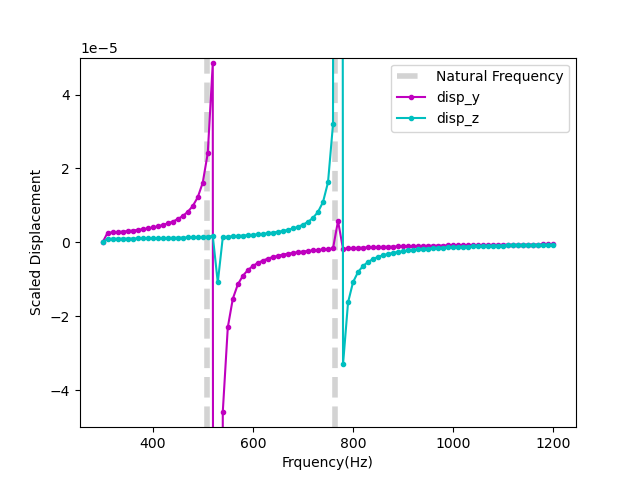 1e−5
Natural Frequency
disp_y
disp_z
4
2
0
−2
−4
Scaled Displacement
400 600 800 1000 1200
Frquency(Hz)